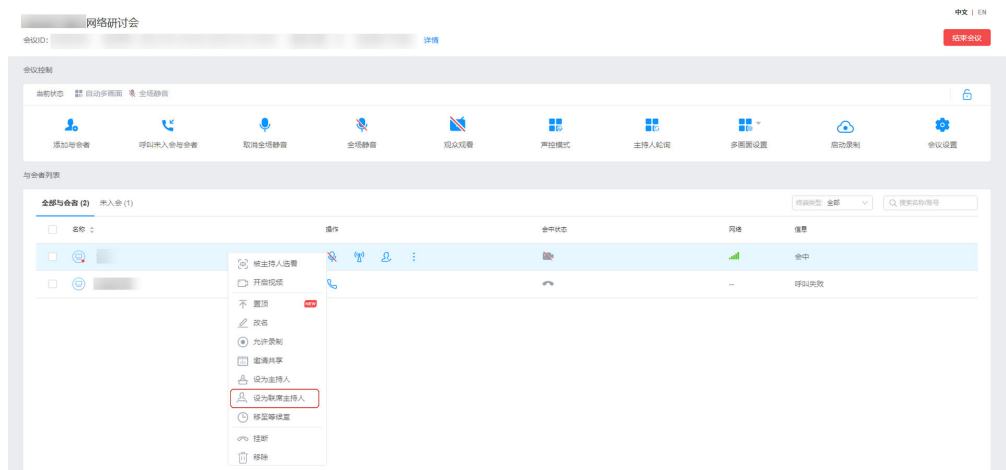 中文 | EN
网络研讨会
会议ID:
详情
结束会议
会议控制
当前状态 自动多画面 全场静音
添加与会者 呼叫未入会与会者 取消全场静音 全场静音 观众观看 声控模式 主持人轮询 多画面设置 启动录制 会议设置
与会者列表
全部与会者 (2) 未入会 (1) 终端类型: 全部 搜索名称/账号
名称 操作 会中状态 网络 信息
会中
被主持人选看
开启视频 -- 呼叫失败
置顶 NEW
改名
允许录制
邀请共享
设为主持人
设为联席主持人
移至等候室
挂断
移除